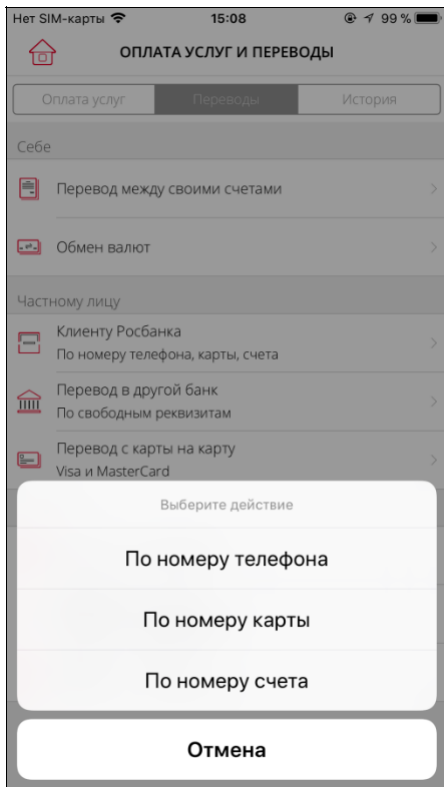 Нет SIM-карты 15:08 99 %
ОПЛАТА УСЛУГ И ПЕРЕВОДЫ
Оплата услуг Переводы История
Себе
Перевод между своими счетами
Обмен валют
Частному лицу
Клиенту Росбанка
По номеру телефона, карты, счета
Перевод в другой банк
По свободным реквизитам
Перевод с карты на карту
Visa и MasterCard
Выберите действие
По номеру телефона
По номеру карты
По номеру счета
Отмена